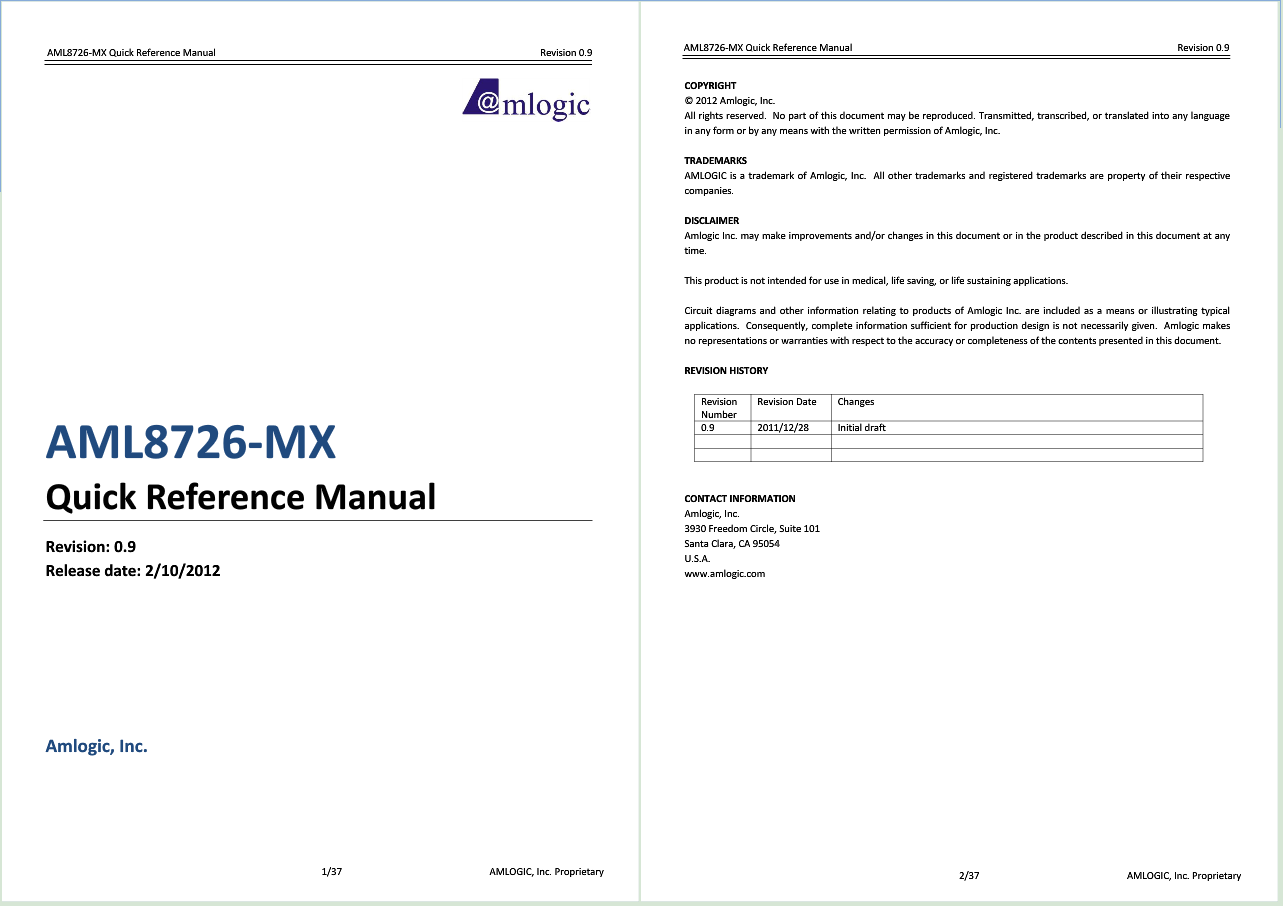 AML8726-MX Quick Reference Manual Revision 0.9
@mlogic
AML8726-MX
Quick Reference Manual
Revision: 0.9
Release date: 2/10/2012
Amlogic, Inc.
1/37 AMLOGIC, Inc. Proprietary
AML8726-MX Quick Reference Manual Revision 0.9
COPYRIGHT
© 2012 Amlogic, Inc.
All rights reserved. No part of this document may be reproduced. Transmitted, transcribed, or translated into any language
in any form or by any means with the written permission of Amlogic, Inc.
TRADEMARKS
AMLOGIC is a trademark of Amlogic, Inc. All other trademarks and registered trademarks are property of their respective
companies.
DISCLAIMER
Amlogic Inc. may make improvements and/or changes in this document or in the product described in this document at any
time.
This product is not intended for use in medical, life saving, or life sustaining applications.
Circuit diagrams and other information relating to products of Amlogic Inc. are included as a means or illustrating typical
applications. Consequently, complete information sufficient for production design is not necessarily given. Amlogic makes
no representations or warranties with respect to the accuracy or completeness of the contents presented in this document.
REVISION HISTORY
Revision Revision Date Changes
Number
0.9 2011/12/28 Initial draft
CONTACT INFORMATION
Amlogic, Inc.
3930 Freedom Circle, Suite 101
Santa Clara, CA 95054
U.S.A.
www.amlogic.com
2/37 AMLOGIC, Inc. Proprietary